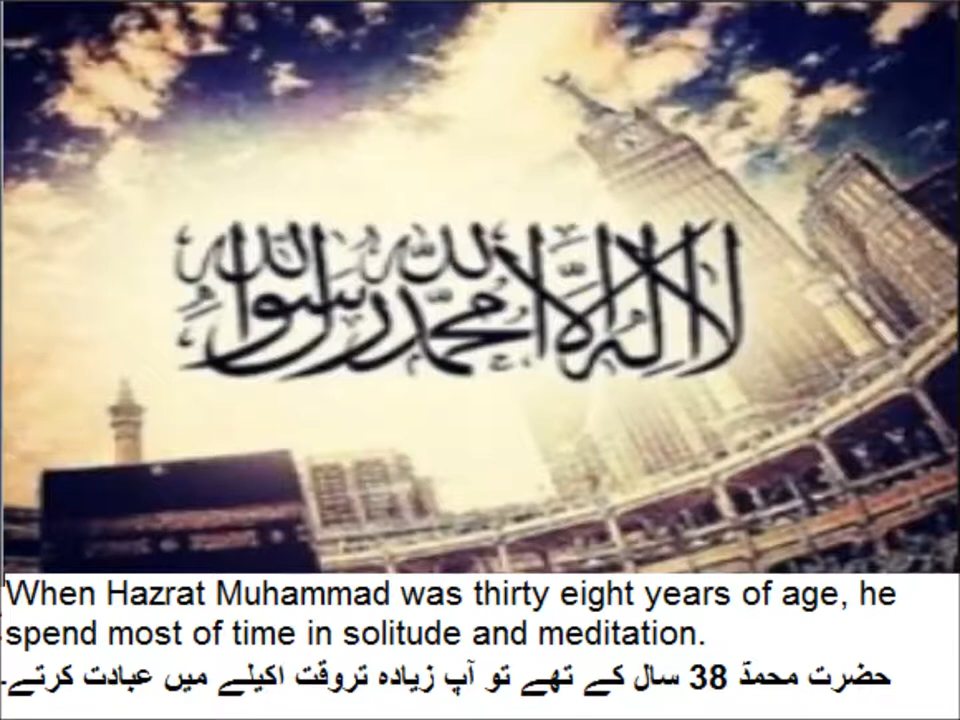 لا اله الا الله محمد رسول الله
When Hazrat Muhammad was thirty eight years of age, he
spend most of time in solitude and meditation.
حضرت محمدؐ 38 سال کے تھے تو آپ زیادہ تروقت اکیلے میں عبادت کرتے۔